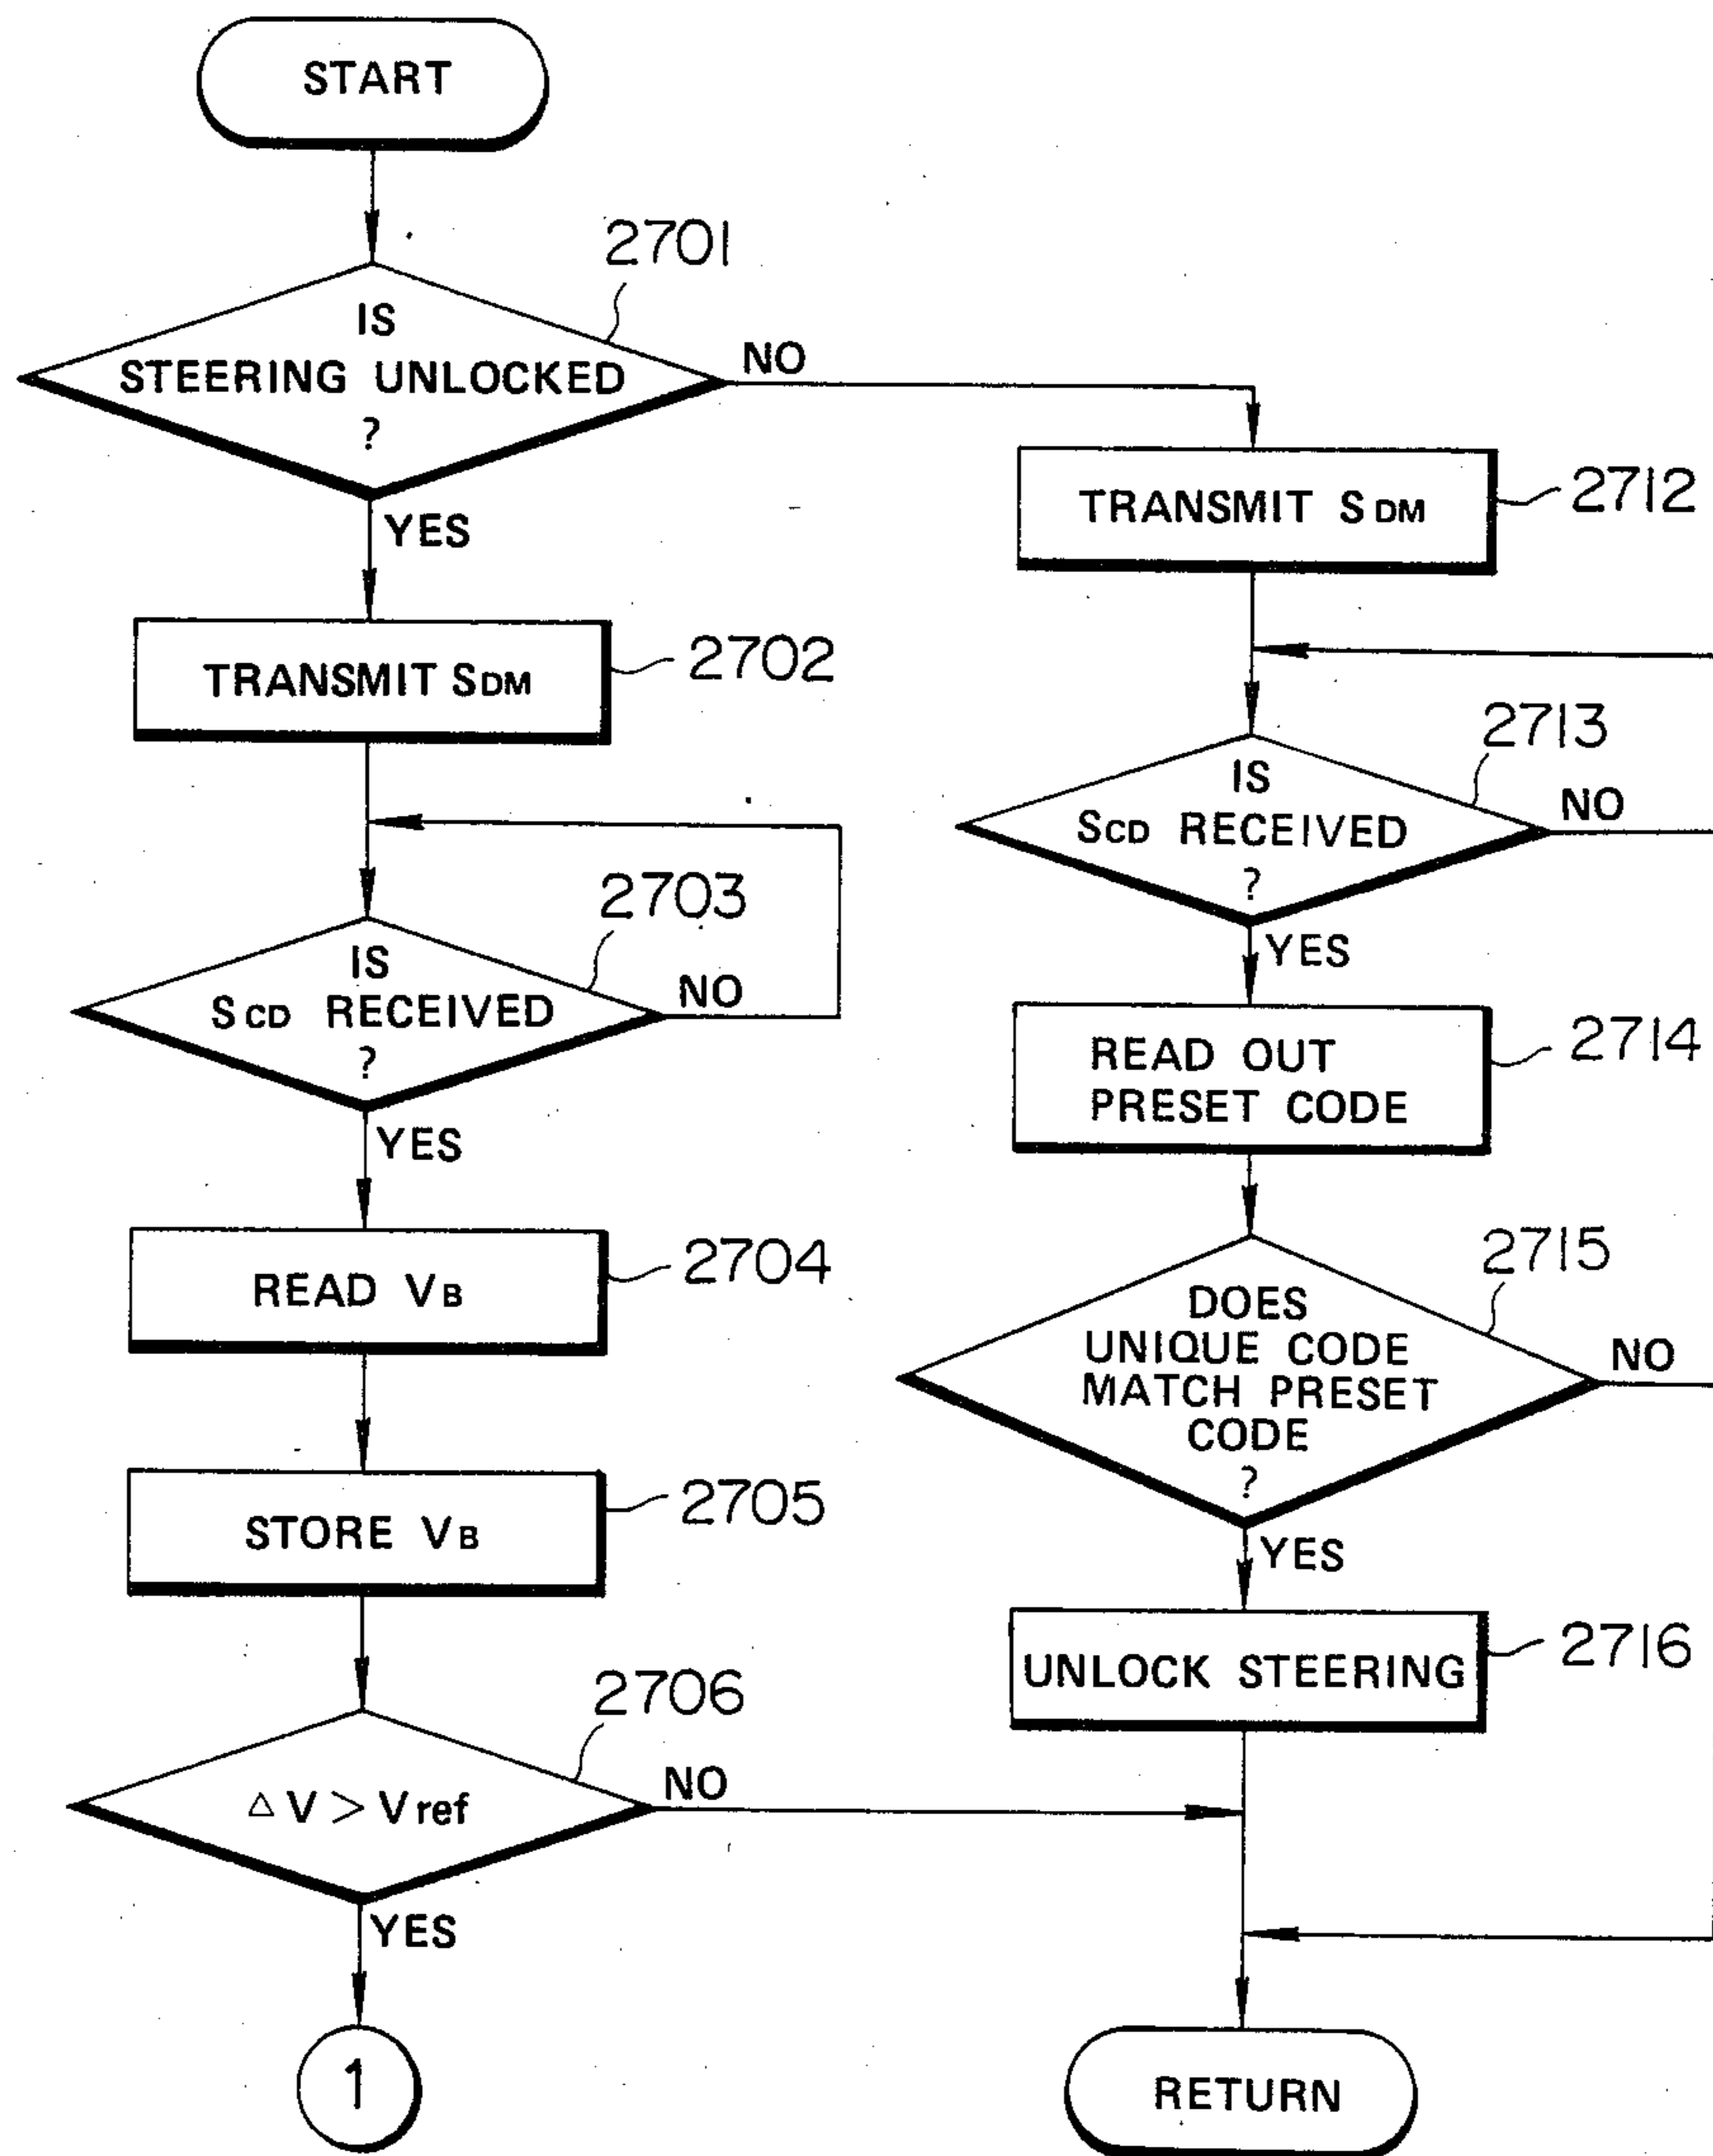 START
2701
IS
STEERING UNLOCKED
?
NO
YES
TRANSMIT SDM
2702
IS
SCD RECEIVED
?
2703
NO
YES
READ VB
2704
STORE VB
2705
△V > Vref
2706
NO
YES
1
TRANSMIT SDM
2712
IS
SCD RECEIVED
?
2713
NO
YES
READ OUT
PRESET CODE
2714
DOES
UNIQUE CODE
MATCH PRESET
CODE
?
2715
NO
YES
UNLOCK STEERING
2716
RETURN